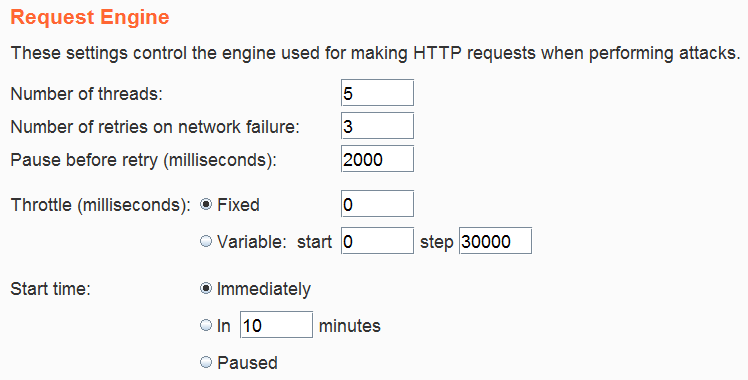 Request Engine
These settings control the engine used for making HTTP requests when performing attacks.
Number of threads: 5
Number of retries on network failure: 3
Pause before retry (milliseconds): 2000
Throttle (milliseconds): Fixed 0
Variable: start 0 step 30000
Start time: Immediately
In 10 minutes
Paused